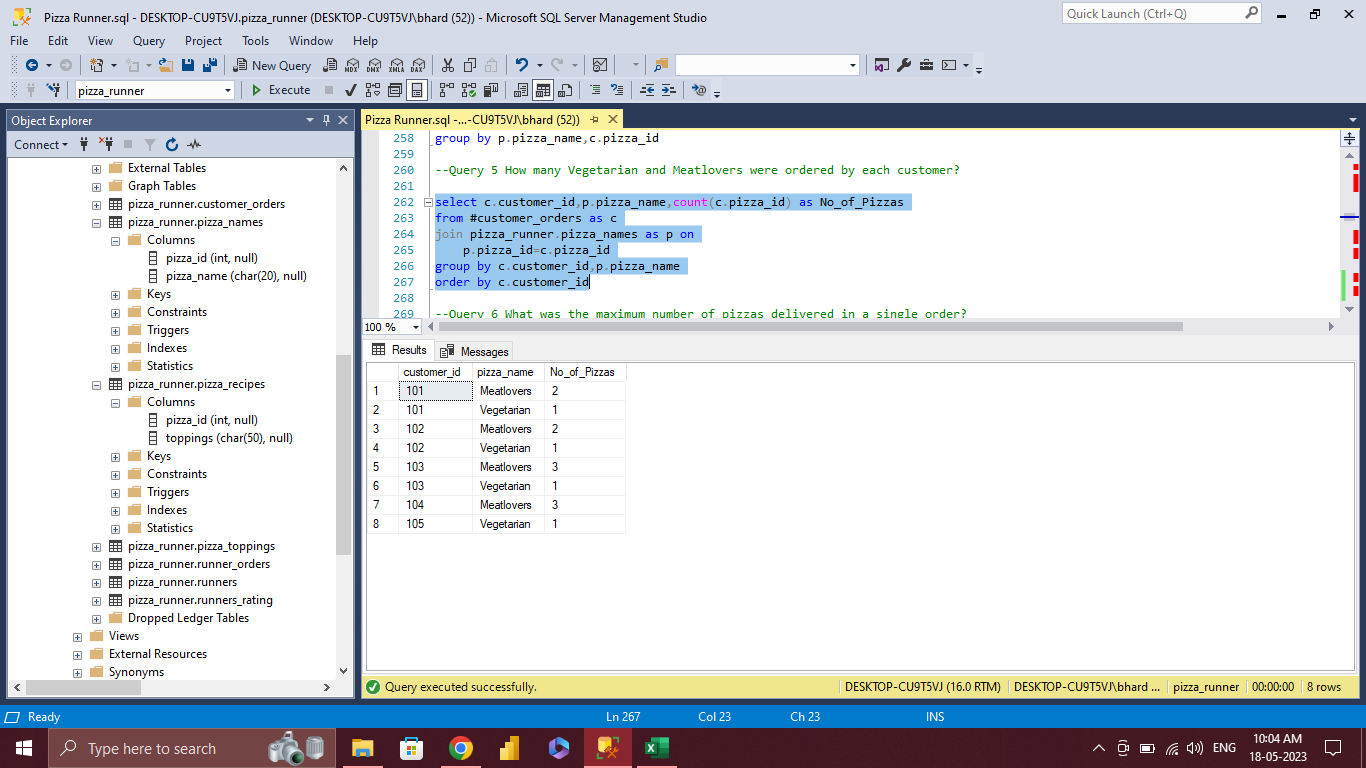 Pizza Runner.sql - DESKTOP-CU9T5VJ.pizza_runner (DESKTOP-CU9T5VJ\bhard (52)) - Microsoft SQL Server Management Studio
Quick Launch (Ctrl+Q)
File Edit View Query Project Tools Window Help
New Query MDX DMX XMLA DAX
pizza_runner Execute
Object Explorer
Connect
External Tables
Graph Tables
pizza_runner.customer_orders
pizza_runner.pizza_names
Columns
pizza_id (int, null)
pizza_name (char(20), null)
Keys
Constraints
Triggers
Indexes
Statistics
pizza_runner.pizza_recipes
Columns
pizza_id (int, null)
toppings (char(50), null)
Keys
Constraints
Triggers
Indexes
Statistics
pizza_runner.pizza_toppings
pizza_runner.runner_orders
pizza_runner.runners
pizza_runner.runners_rating
Dropped Ledger Tables
Views
External Resources
Synonyms
Pizza Runner.sql -...-CU9T5VJ\bhard (52))
258 group by p.pizza_name,c.pizza_id
259
260 --Query 5 How many Vegetarian and Meatlovers were ordered by each customer?
261
262 select c.customer_id,p.pizza_name,count(c.pizza_id) as No_of_Pizzas
263 from #customer_orders as c
264 join pizza_runner.pizza_names as p on
265 p.pizza_id=c.pizza_id
266 group by c.customer_id,p.pizza_name
267 order by c.customer_id
268
269 --Query 6 What was the maximum number of pizzas delivered in a single order?
100 %
Results Messages
customer_id pizza_name No_of_Pizzas
1 101 Meatlovers 2
2 101 Vegetarian 1
3 102 Meatlovers 2
4 102 Vegetarian 1
5 103 Meatlovers 3
6 103 Vegetarian 1
7 104 Meatlovers 3
8 105 Vegetarian 1
Query executed successfully. DESKTOP-CU9T5VJ (16.0 RTM) DESKTOP-CU9T5VJ\bhard ... pizza_runner 00:00:00 8 rows
Ready Ln 267 Col 23 Ch 23 INS
Type here to search
ENG
10:04 AM
18-05-2023